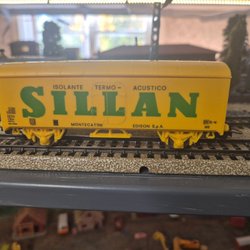 ISOLANTE TERMO - ACUSTICO
SILLAN
MONTECATINI EDISON S.p.A.